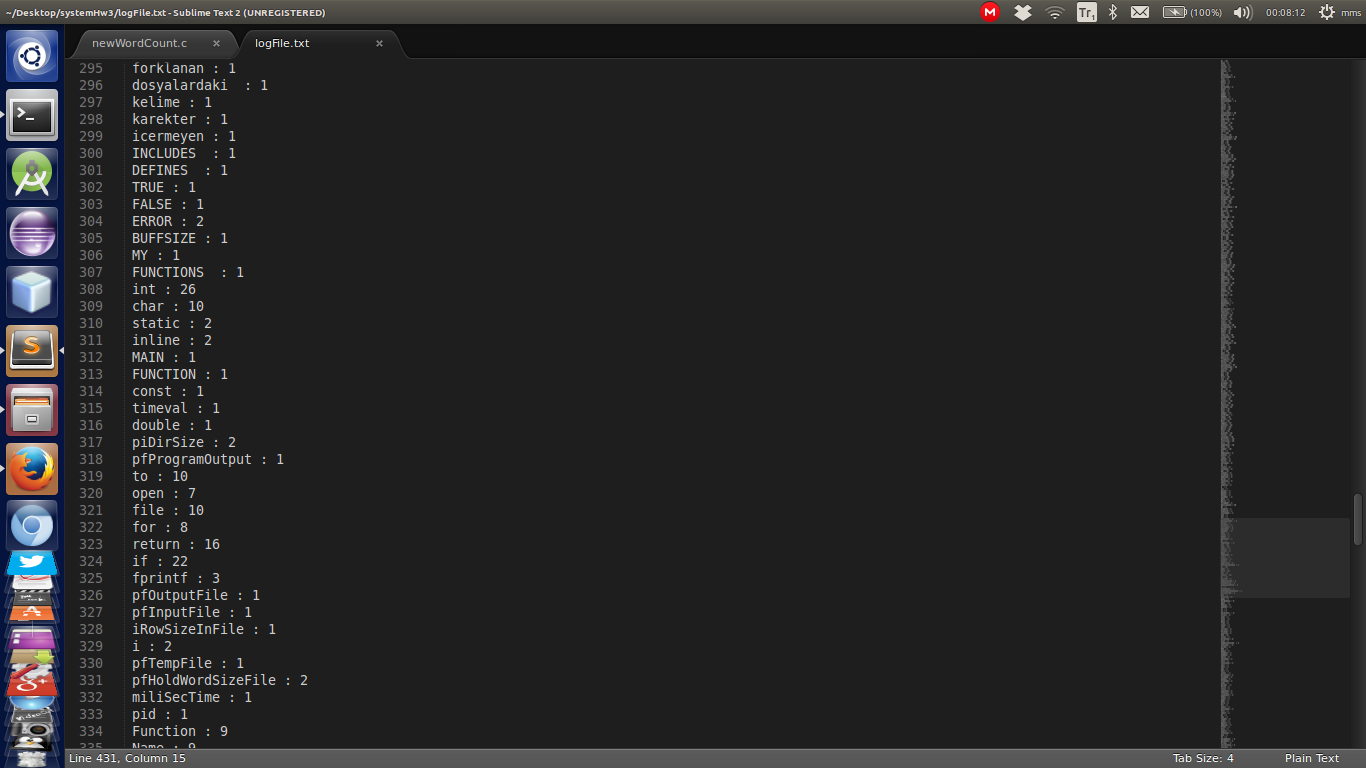 ~/Desktop/systemHw3/logFile.txt - Sublime Text 2 (UNREGISTERED)
M
Tr1
(100%)
00:08:12
mms
newWordCount.c ×
logFile.txt ×
295 forklanan : 1
296 dosyalardaki  : 1
297 kelime : 1
298 karekter : 1
299 icermeyen : 1
300 INCLUDES  : 1
301 DEFINES  : 1
302 TRUE : 1
303 FALSE : 1
304 ERROR : 2
305 BUFFSIZE : 1
306 MY : 1
307 FUNCTIONS  : 1
308 int : 26
309 char : 10
310 static : 2
311 inline : 2
312 MAIN : 1
313 FUNCTION : 1
314 const : 1
315 timeval : 1
316 double : 1
317 piDirSize : 2
318 pfProgramOutput : 1
319 to : 10
320 open : 7
321 file : 10
322 for : 8
323 return : 16
324 if : 22
325 fprintf : 3
326 pfOutputFile : 1
327 pfInputFile : 1
328 iRowSizeInFile : 1
329 i : 2
330 pfTempFile : 1
331 pfHoldWordSizeFile : 2
332 miliSecTime : 1
333 pid : 1
334 Function : 9
335 Name : 9
Line 431, Column 15
Tab Size: 4
Plain Text